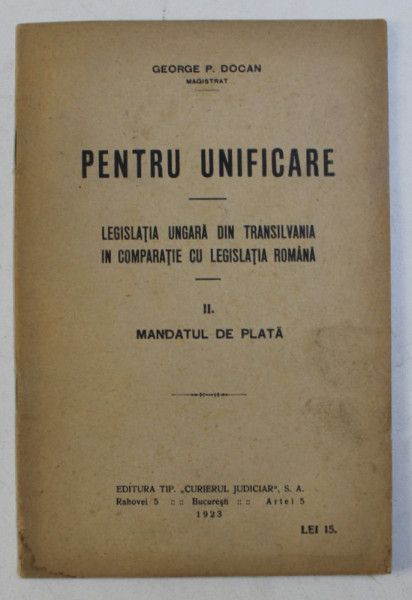 GEORGE P. DOCAN
MAGISTRAT
PENTRU UNIFICARE
LEGISLAȚIA UNGARĂ DIN TRANSILVANIA
IN COMPARAȚIE CU LEGISLAȚIA ROMÂNĂ
II.
MANDATUL DE PLATĂ
EDITURA TIP. „CURIERUL JUDICIAR", S. A.
Rahovei 5 :: București :: Artei 5
1923
LEI 15.